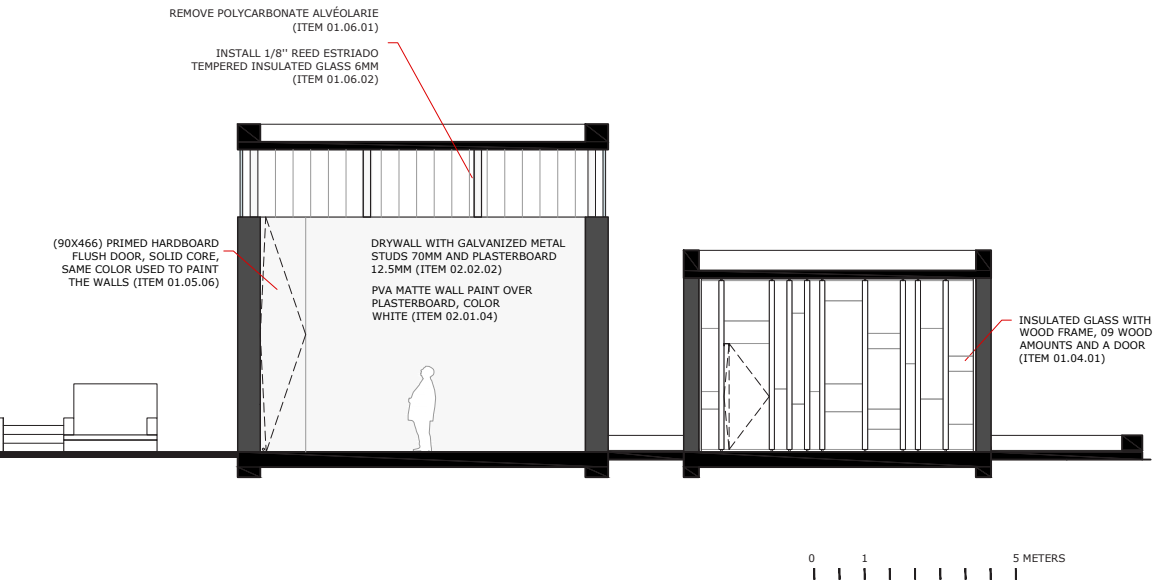 REMOVE POLYCARBONATE ALVÉOLARIE
(ITEM 01.06.01)
INSTALL 1/8'' REED ESTRIADO
TEMPERED INSULATED GLASS 6MM
(ITEM 01.06.02)
(90X466) PRIMED HARDBOARD
FLUSH DOOR, SOLID CORE,
SAME COLOR USED TO PAINT
THE WALLS (ITEM 01.05.06)
DRYWALL WITH GALVANIZED METAL
STUDS 70MM AND PLASTERBOARD
12.5MM (ITEM 02.02.02)
PVA MATTE WALL PAINT OVER
PLASTERBOARD, COLOR
WHITE (ITEM 02.01.04)
INSULATED GLASS WITH
WOOD FRAME, 09 WOOD
AMOUNTS AND A DOOR
(ITEM 01.04.01)
0 1 5 METERS